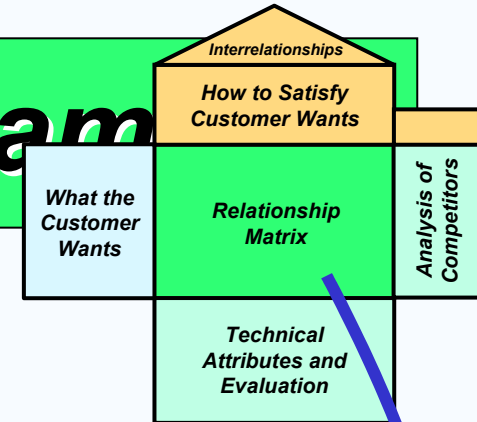 Interrelationships
How to Satisfy
Customer Wants
am
What the
Customer
Wants
Relationship
Matrix
Analysis of
Competitors
Technical
Attributes and
Evaluation